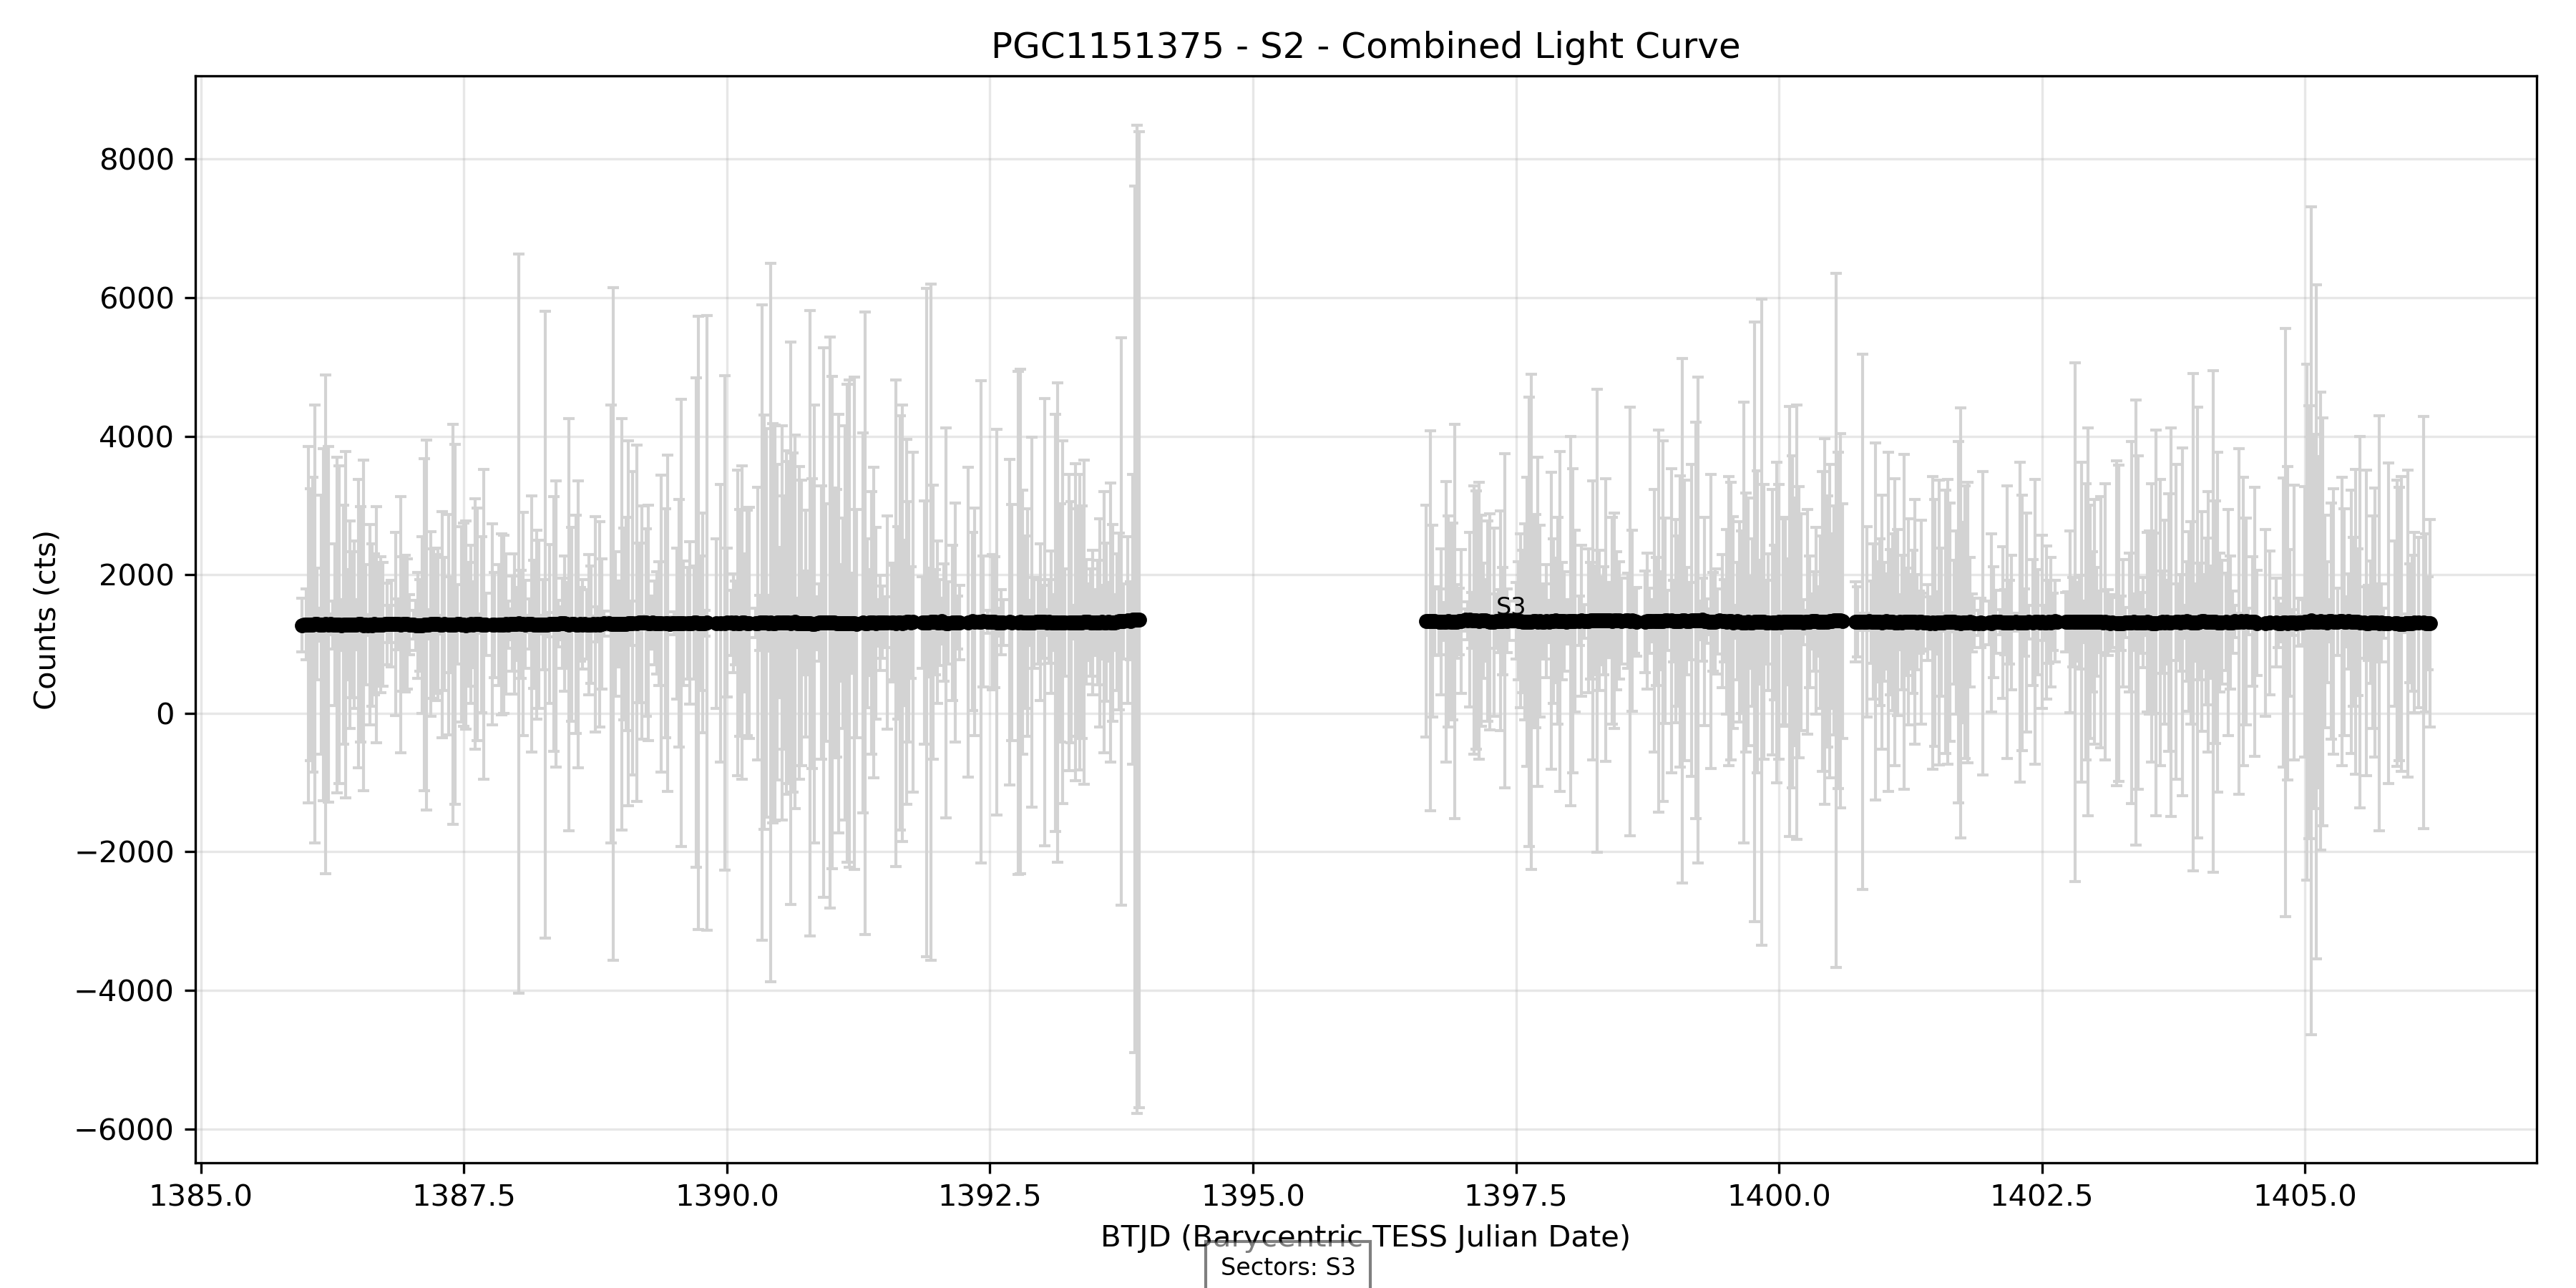 PGC1151375 - S2 - Combined Light Curve
8000
6000
4000
2000
0
−2000
−4000
−6000
Counts (cts)
S3
1385.0 1387.5 1390.0 1392.5 1395.0 1397.5 1400.0 1402.5 1405.0
BTJD (Barycentric TESS Julian Date)
Sectors: S3